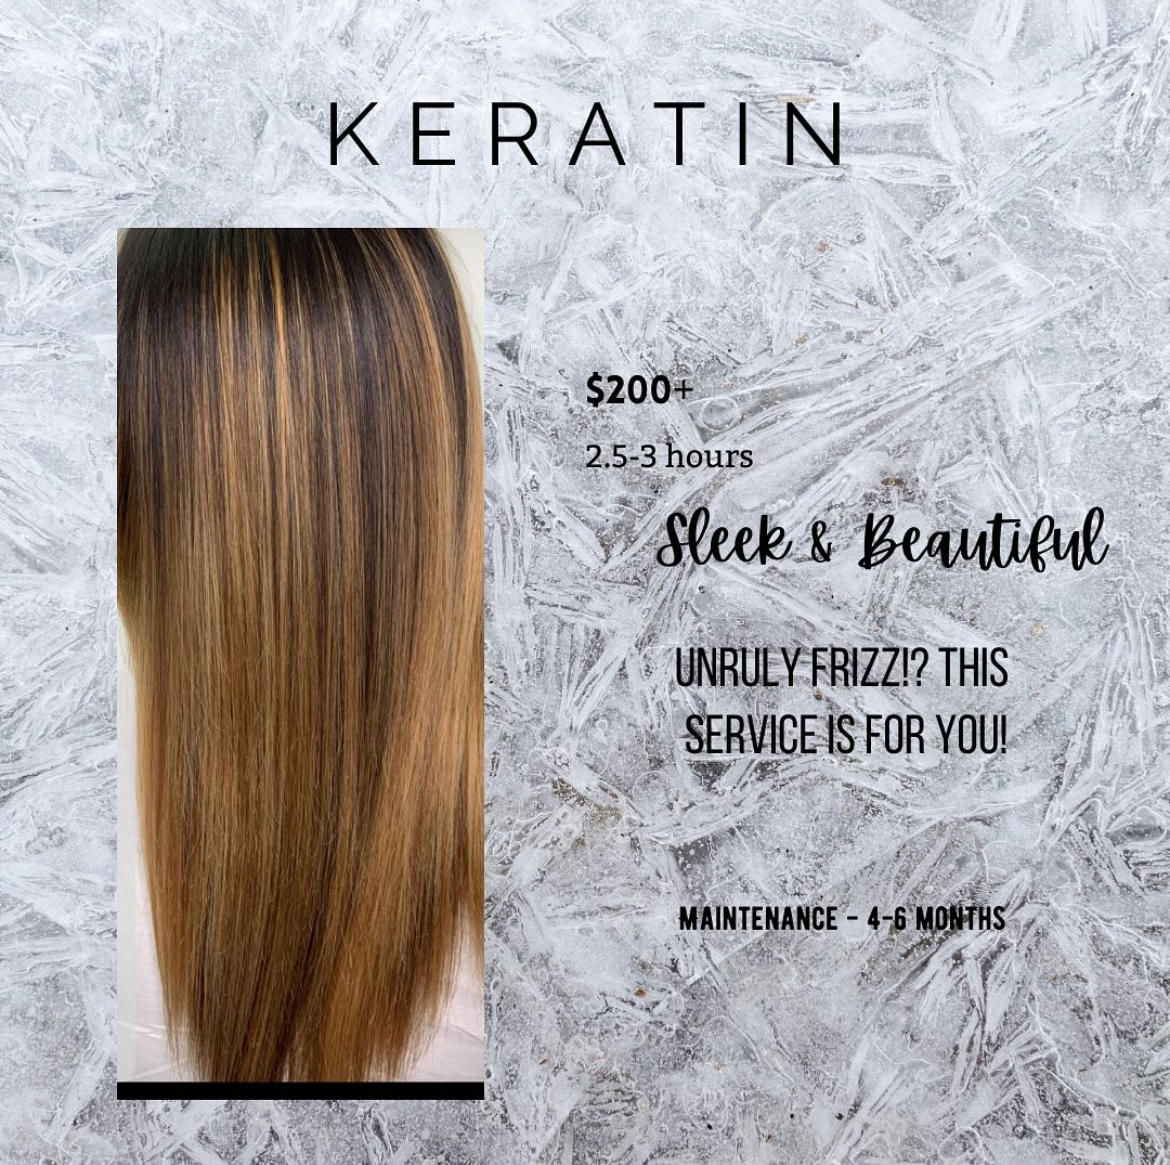 KERATIN
$200+
2.5-3 hours
Sleek & Beautiful
UNRULY FRIZZ!? THIS
SERVICE IS FOR YOU!
MAINTENANCE - 4-6 MONTHS